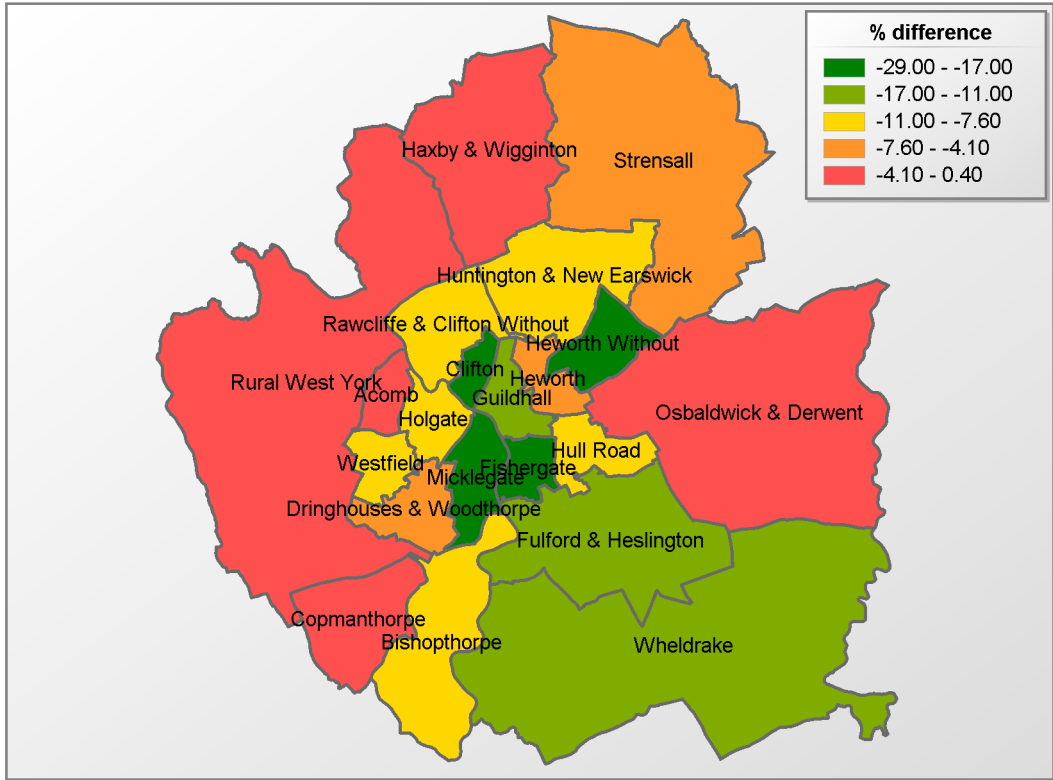 % difference
-29.00 - -17.00
-17.00 - -11.00
-11.00 - -7.60
-7.60 - -4.10
-4.10 - 0.40
Haxby & Wigginton
Strensall
Huntington & New Earswick
Rawcliffe & Clifton Without
Heworth Without
Clifton
Heworth
Rural West York
Acomb
Guildhall
Holgate
Osbaldwick & Derwent
Hull Road
Westfield
Fishergate
Micklegate
Dringhouses & Woodthorpe
Fulford & Heslington
Copmanthorpe
Bishopthorpe
Wheldrake